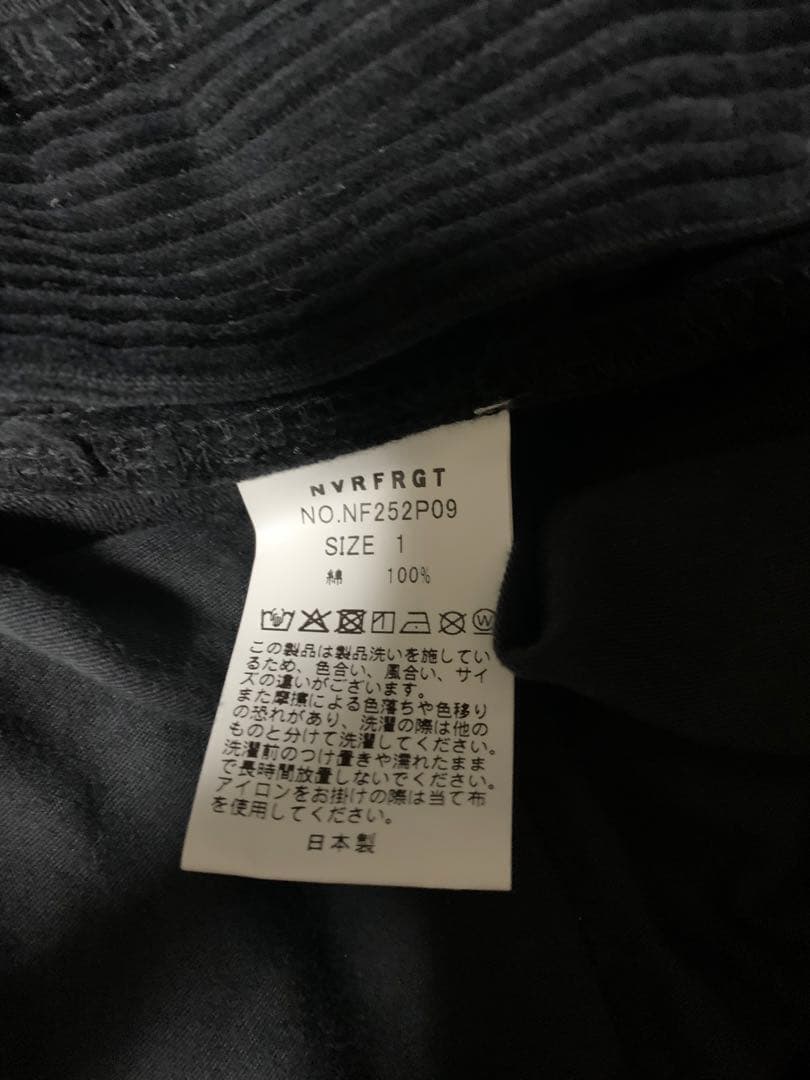 NVRFRGT
NO.NF252P09
SIZE 1
綿 100%
この製品は製品洗いを施してい
るため、色合い、風合い、サイ
ズの違いがございます。
また摩擦による色落ちや色移り
の恐れがあり、洗濯の際は他の
ものと分けて洗濯してください。
洗濯前のつけ置きや濡れたまま
で長時間放置しないでください。
アイロンをお掛けの際は当て布
を使用してください。
日本製